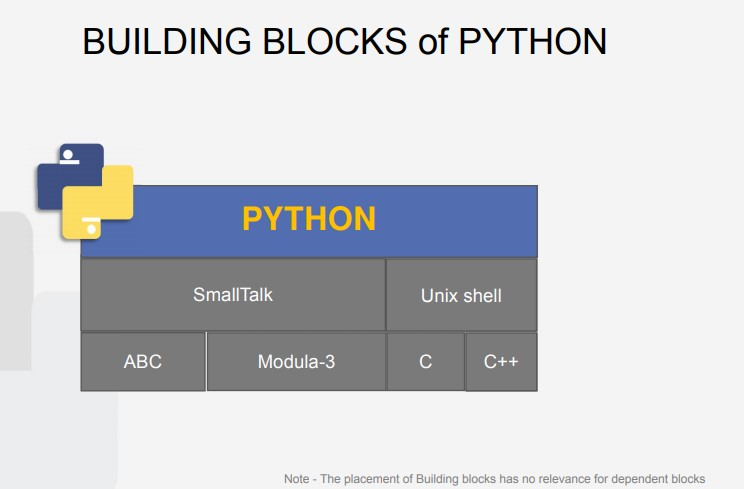 BUILDING BLOCKS of PYTHON
PYTHON
SmallTalk
Unix shell
ABC
Modula-3
C
C++
Note - The placement of Building blocks has no relevance for dependent blocks